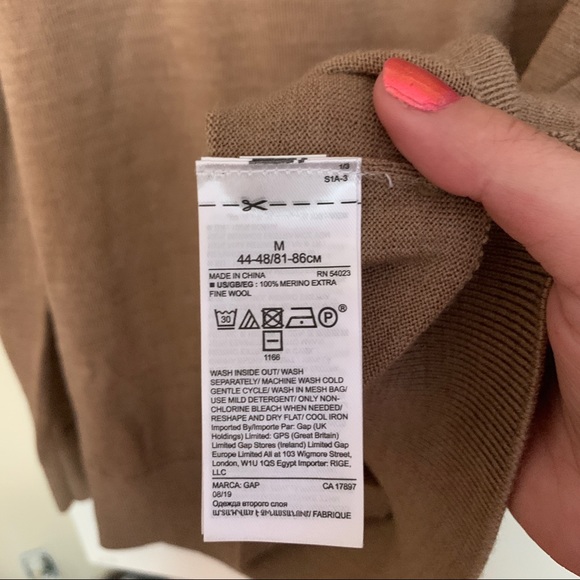 1/3
S1A-3
M
44-48/81-86CM
MADE IN CHINA RN 54023
■ US/GB/EG : 100% MERINO EXTRA
FINE WOOL
30 P®
1166
WASH INSIDE OUT/ WASH
SEPARATELY/ MACHINE WASH COLD
GENTLE CYCLE/ WASH IN MESH BAG/
USE MILD DETERGENT/ ONLY NON-
CHLORINE BLEACH WHEN NEEDED/
RESHAPE AND DRY FLAT/ COOL IRON
Imported By/Importe Par: Gap (UK
Holdings) Limited: GPS (Great Britain)
Limited Gap Stores (Ireland) Limited Gap
Europe Limited All at 103 Wigmore Street,
London, W1U 1QS Egypt Importer: RIGE,
LLC
MARCA: GAP CA 17897
08/19
Одежда второго слоя
FABRIQUE